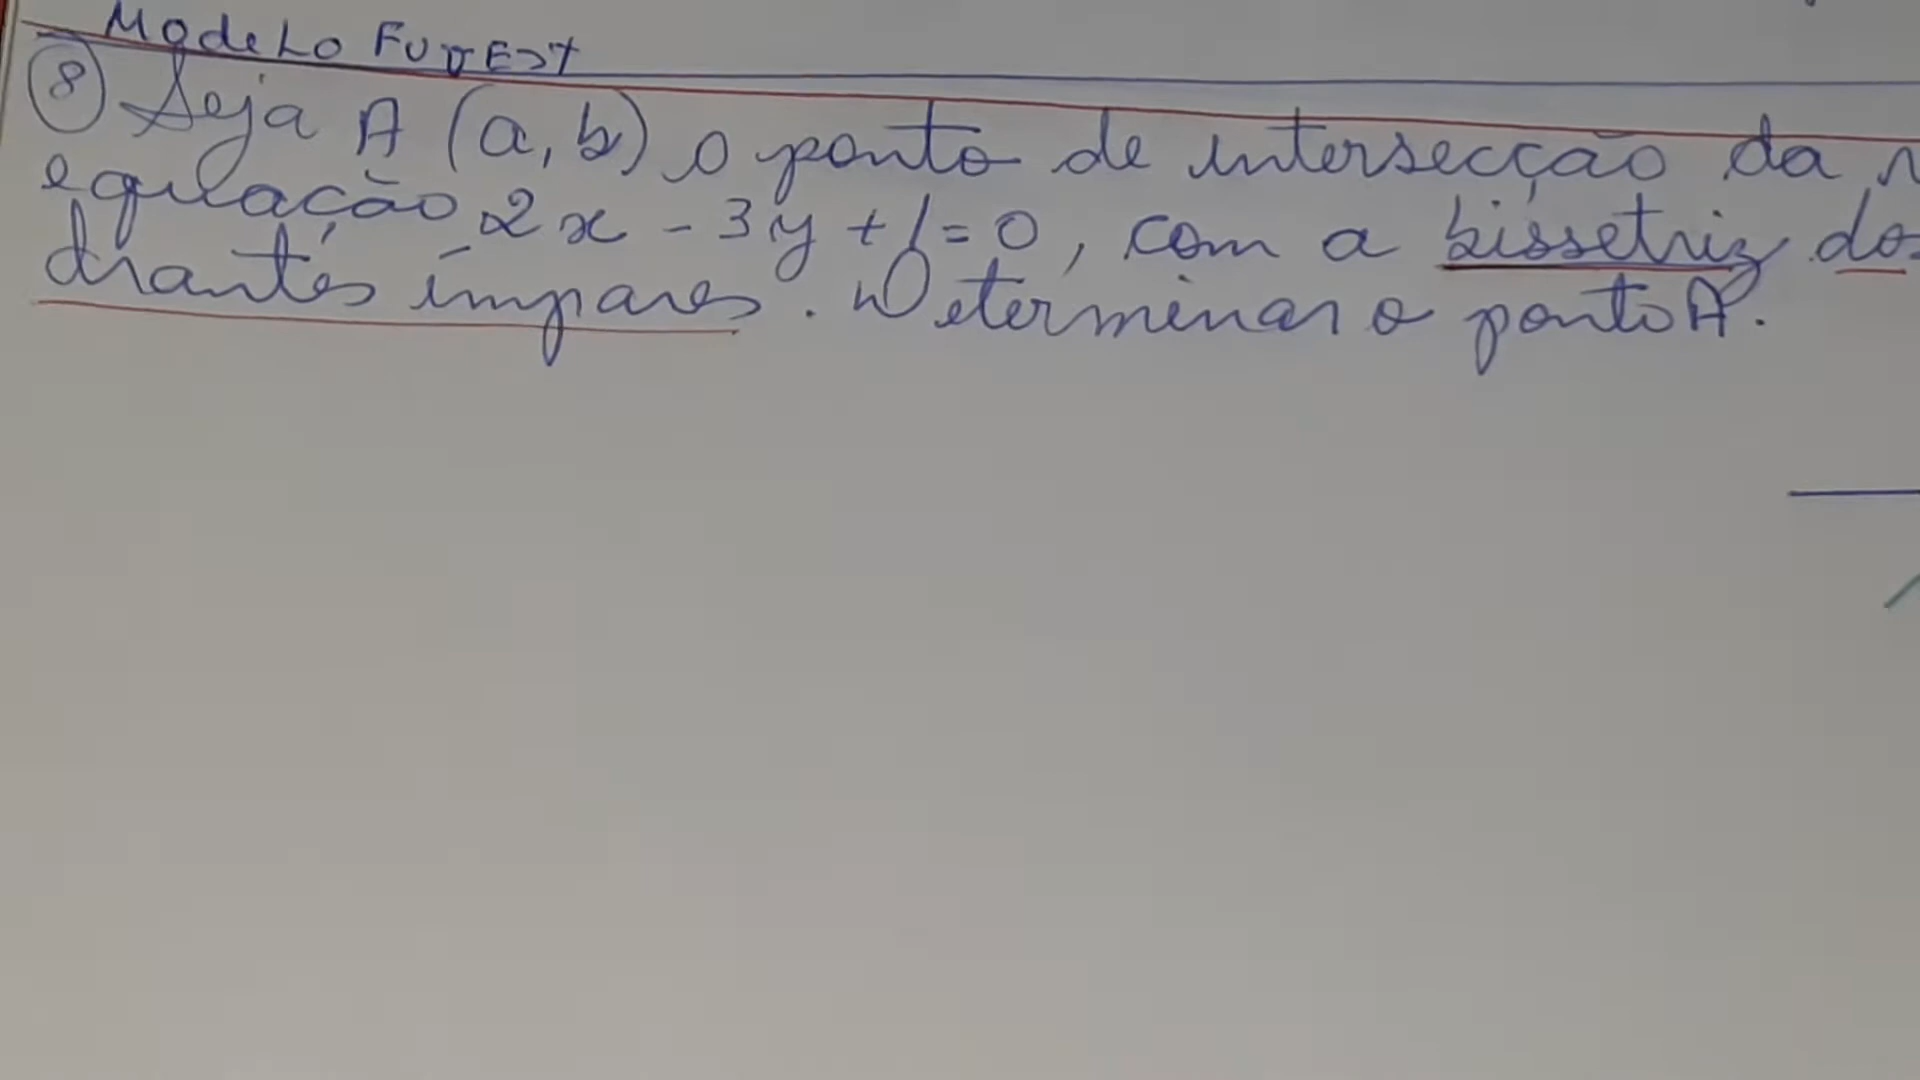 Modelo FUVEST
8 Seja A (a, b) o ponto de intersecção da
equação 2x - 3y + 1 = 0, com a bissetriz dos
drantes ímpares. Determinar o ponto A.